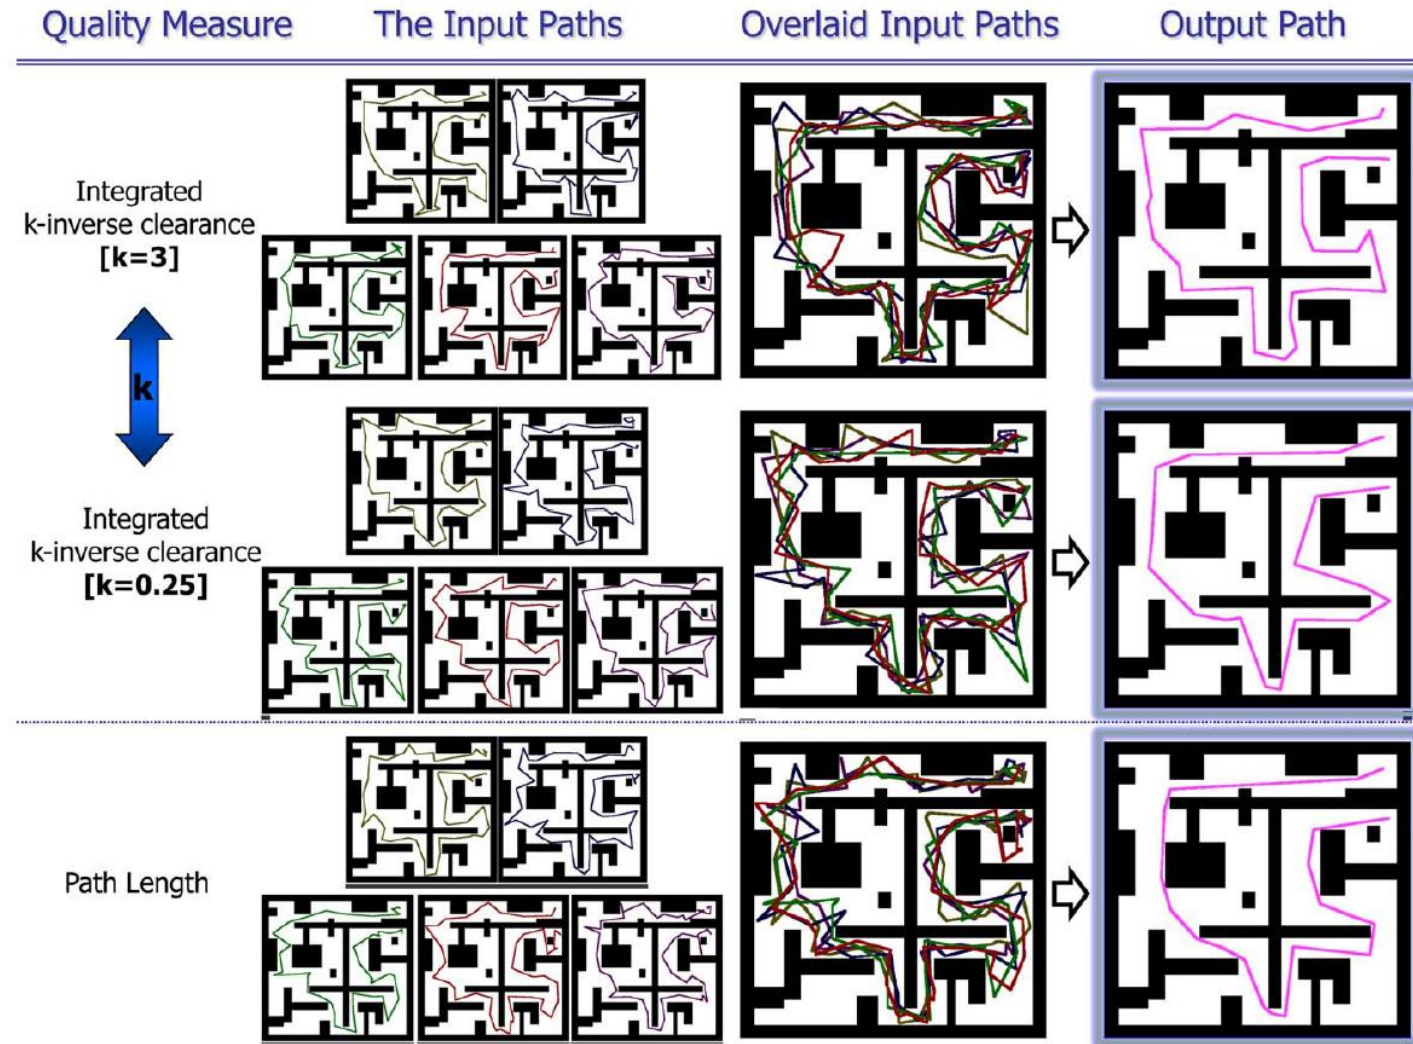 Quality Measure
The Input Paths
Overlaid Input Paths
Output Path
Integrated
k-inverse clearance
[k=3]
k
Integrated
k-inverse clearance
[k=0.25]
Path Length